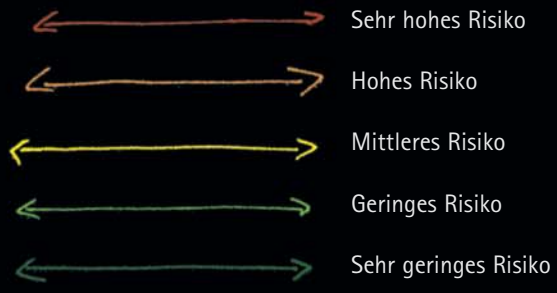 Sehr hohes Risiko
Hohes Risiko
Mittleres Risiko
Geringes Risiko
Sehr geringes Risiko